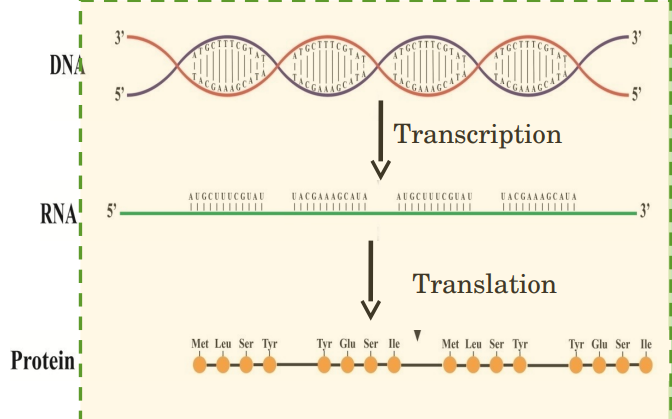 3’ 3’
ATGCTTTCGTAT ATGCTTTCGTAT ATGCTTTCGTAT ATGCTTTCGTAT
DNA
TACGAAAGCATA TACGAAAGCATA TACGAAAGCATA TACGAAAGCATA
5’ 5’
Transcription
AUGCUUUCGUAU UACGAAAGCAUA AUGCUUUCGUAU UACGAAAGCAUA
RNA 5’ 3’
Translation
Met Leu Ser Tyr Tyr Glu Ser Ile Met Leu Ser Tyr Tyr Glu Ser Ile
Protein